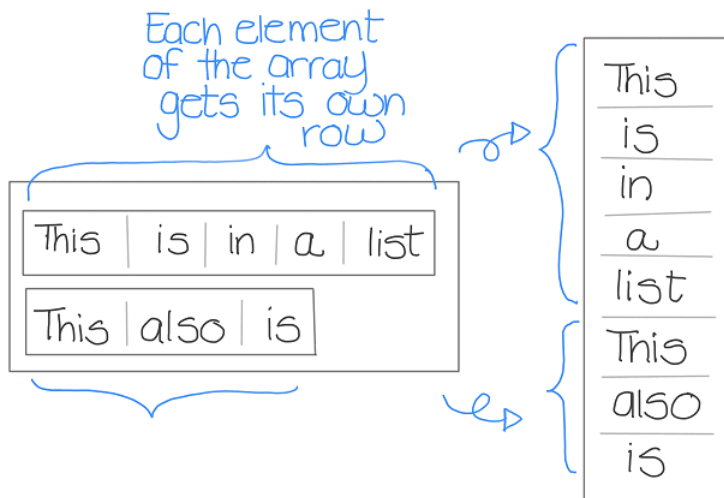 Each element
of the array
gets its own
row
This is in a list
This also is
This
is
in
a
list
This
also
is